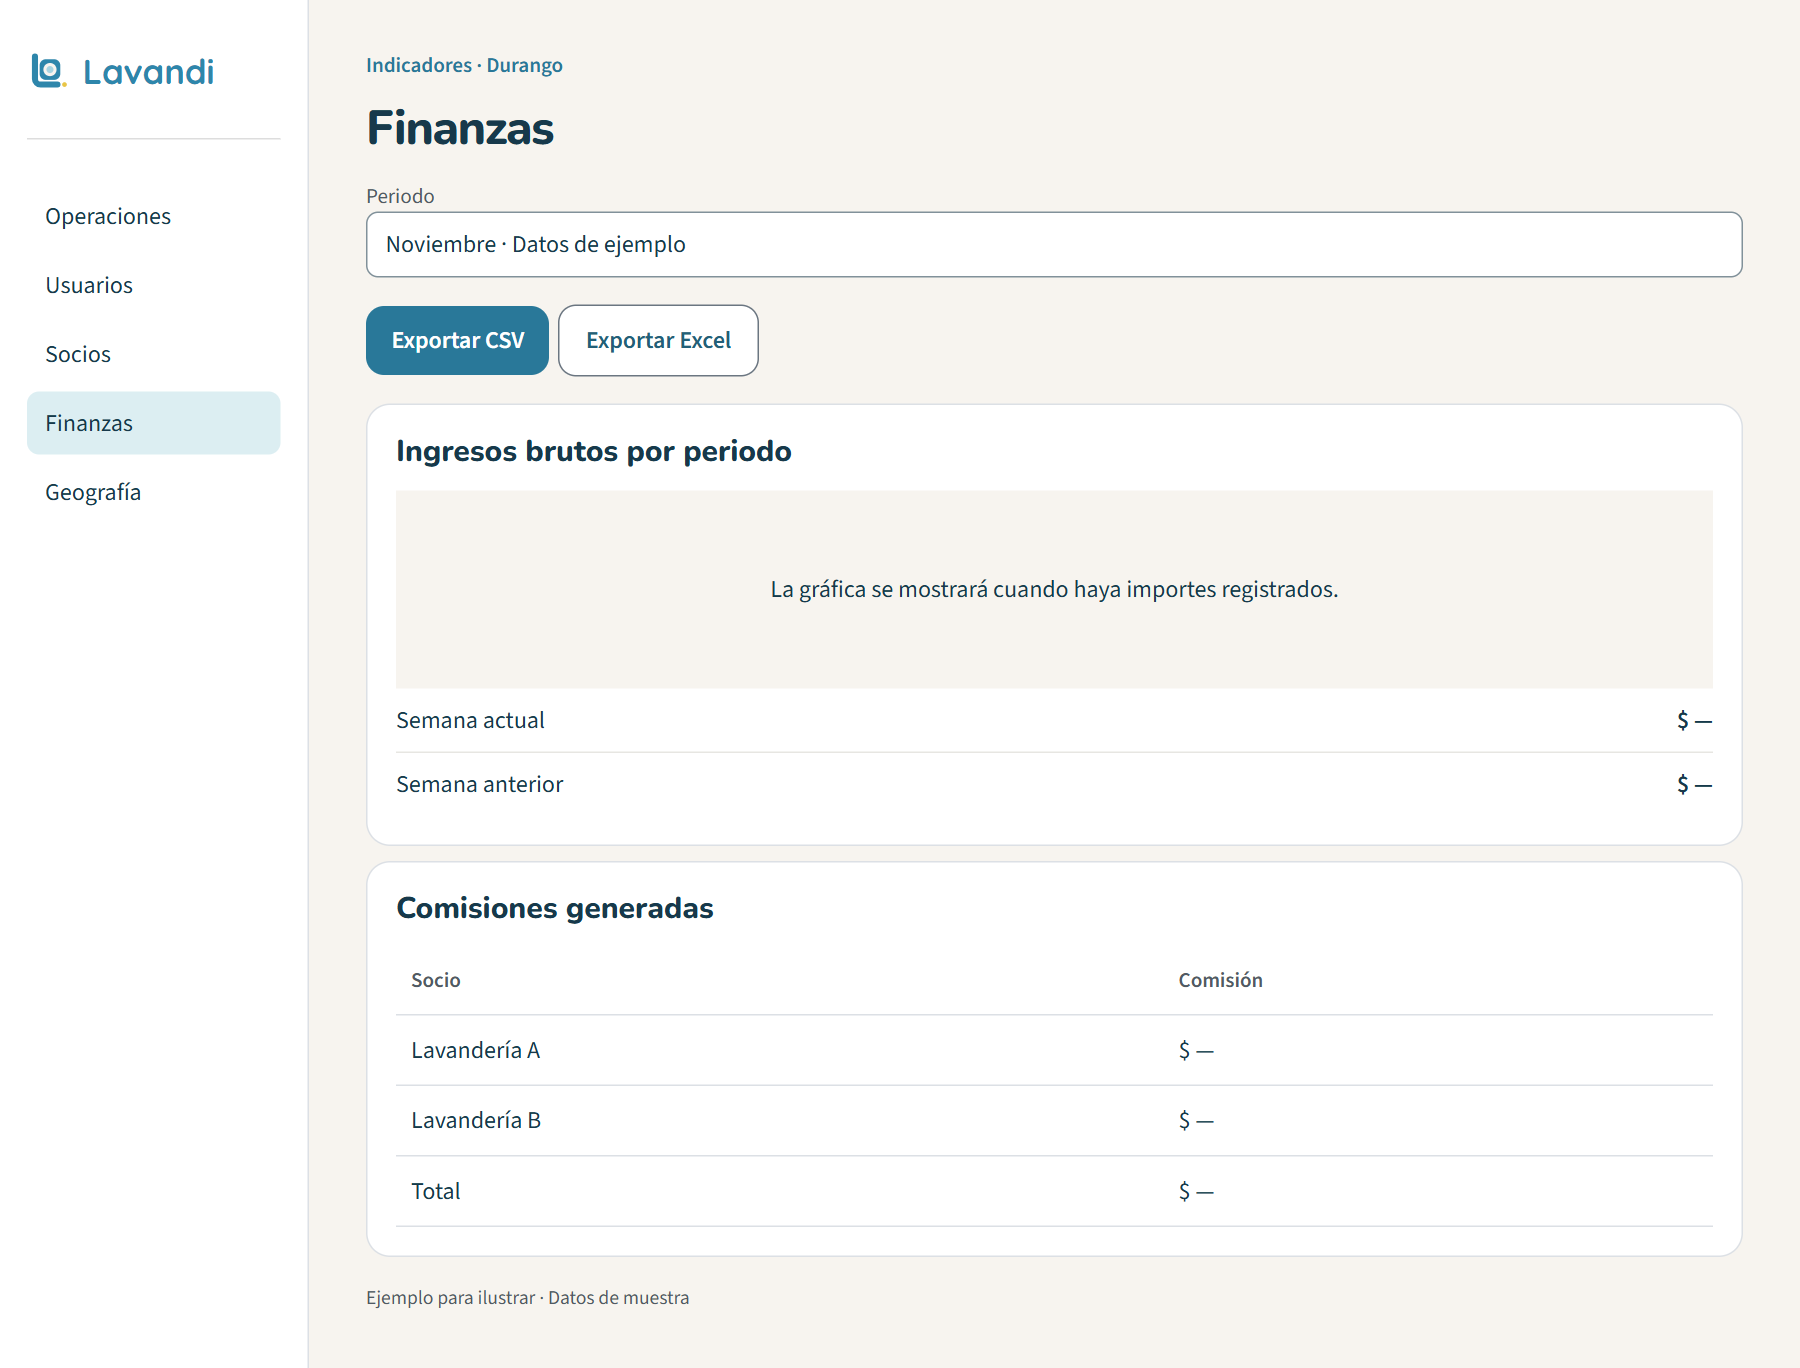 Lavandi
Operaciones
Usuarios
Socios
Finanzas
Geografía
Indicadores · Durango
Finanzas
Periodo
Noviembre · Datos de ejemplo
Exportar CSV
Exportar Excel
Ingresos brutos por periodo
La gráfica se mostrará cuando haya importes registrados.
Semana actual $ —
Semana anterior $ —
Comisiones generadas
Socio Comisión
Lavandería A $ —
Lavandería B $ —
Total $ —
Ejemplo para ilustrar · Datos de muestra